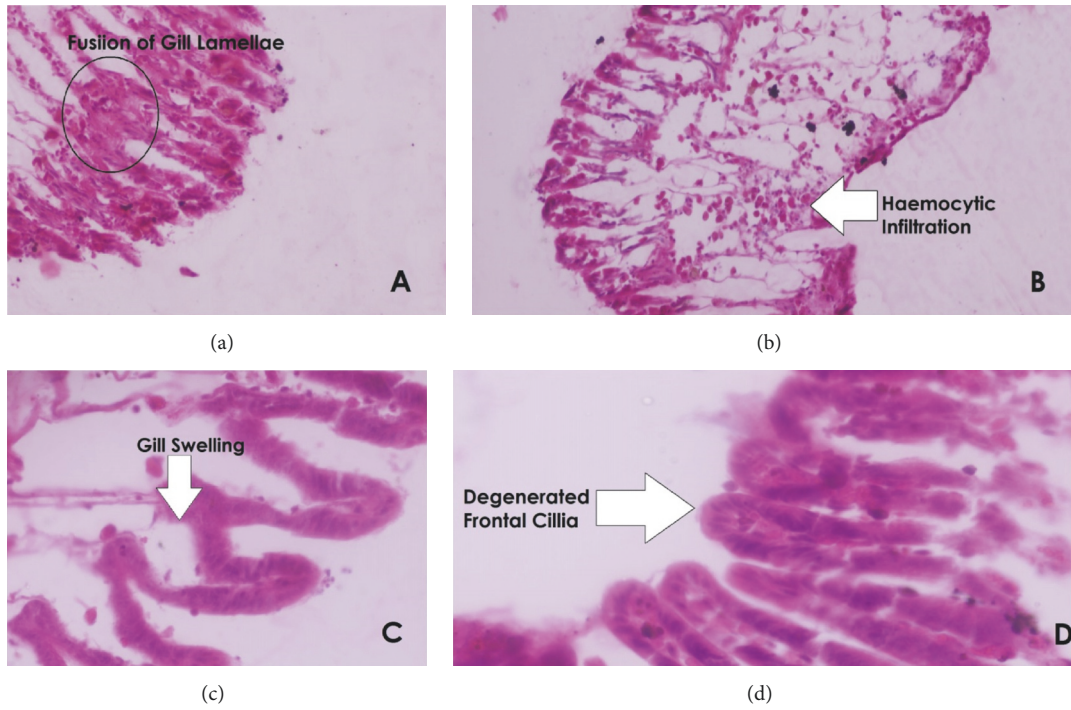 Fusiion of Gill Lamellae
A
Haemocytic
Infiltration
B
(a)
(b)
Gill Swelling
C
Degenerated
Frontal Cillia
D
(c)
(d)